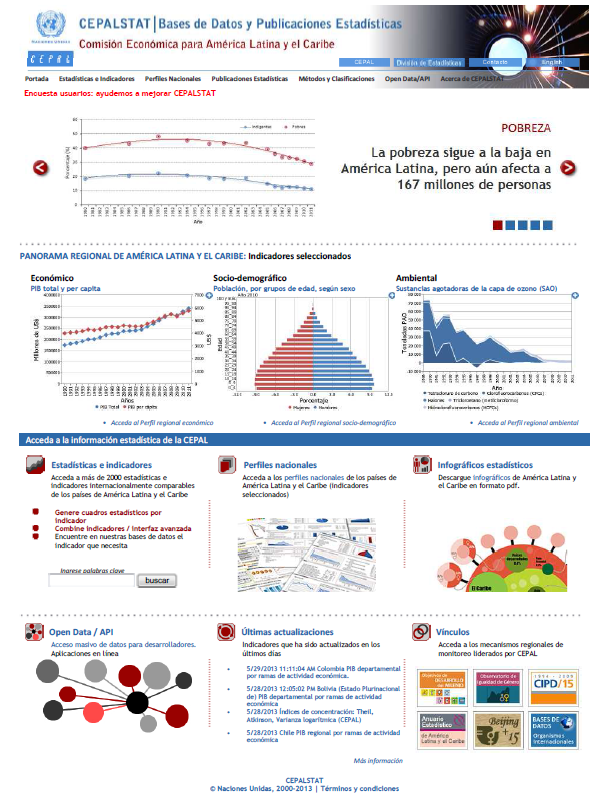 NACIONES UNIDAS
CEPAL
CEPALSTAT | Bases de Datos y Publicaciones Estadísticas
Comisión Económica para América Latina y el Caribe
CEPAL División de Estadísticas Contacto English
Portada Estadísticas e Indicadores Perfiles Nacionales Publicaciones Estadísticas Métodos y Clasificaciones Open Data/API Acerca de CEPALSTAT
Encuesta usuarios: ayudemos a mejorar CEPALSTAT
Indigentes Pobres
Porcentaje (%)
Año
POBREZA
La pobreza sigue a la baja en
América Latina, pero aún afecta a
167 millones de personas
PANORAMA REGIONAL DE AMÉRICA LATINA Y EL CARIBE: Indicadores seleccionados
Económico
PIB total y per capita
Millones de US$
US$
Años
PIB Total PIB per cápita
Acceda al Perfil regional económico
Socio-demográfico
Población, por grupos de edad, según sexo
Año 2010
Edad
Porcentaje
Mujeres Hombres
Acceda al Perfil regional socio-demográfico
Ambiental
Sustancias agotadoras de la capa de ozono (SAO)
Toneladas PAO
Año
Acceda al Perfil regional ambiental
Acceda a la información estadística de la CEPAL
Estadísticas e indicadores
Acceda a más de 2000 estadísticas e
indicadores internacionalmente comparables
de los países de América Latina y el Caribe
Genere cuadros estadísticos por
indicador
Combine indicadores / Interfaz avanzada
Encuentre en nuestras bases de datos el
indicador que necesita
Ingrese palabras clave
buscar
Perfiles nacionales
Acceda a los perfiles nacionales de los países de
América Latina y el Caribe (indicadores
seleccionados)
Infográficos estadísticos
Descargue infográficos de América Latina y
el Caribe en formato pdf.
El Caribe
Open Data / API
Acceso masivo de datos para desarrolladores.
Aplicaciones en línea
Últimas actualizaciones
Indicadores que ha sido actualizados en los
últimos días
5/29/2013 11:11:04 AM Colombia PIB departamental
por ramas de actividad económica.
5/28/2013 12:05:02 PM Bolivia (Estado Plurinacional
de) PIB departamental por ramas de actividad
económica
5/28/2013 Índices de concentración: Theil,
Atkinson, Varianza logarítmica (CEPAL)
5/28/2013 Chile PIB regional por ramas de actividad
económica
Más información
Vínculos
Acceda a los mecanismos regionales de
monitoreo liderados por CEPAL
Objetivos de
DESARROLLO
del MILENIO
Observatorio de
Igualdad de Género
1994 - 2009
CIPD/15
Anuario
Estadístico
de América
Latina y el Caribe
Beijing
+15
BASES DE
DATOS
Organismos
Internacionales
CEPALSTAT
© Naciones Unidas, 2000-2013 | Términos y condiciones